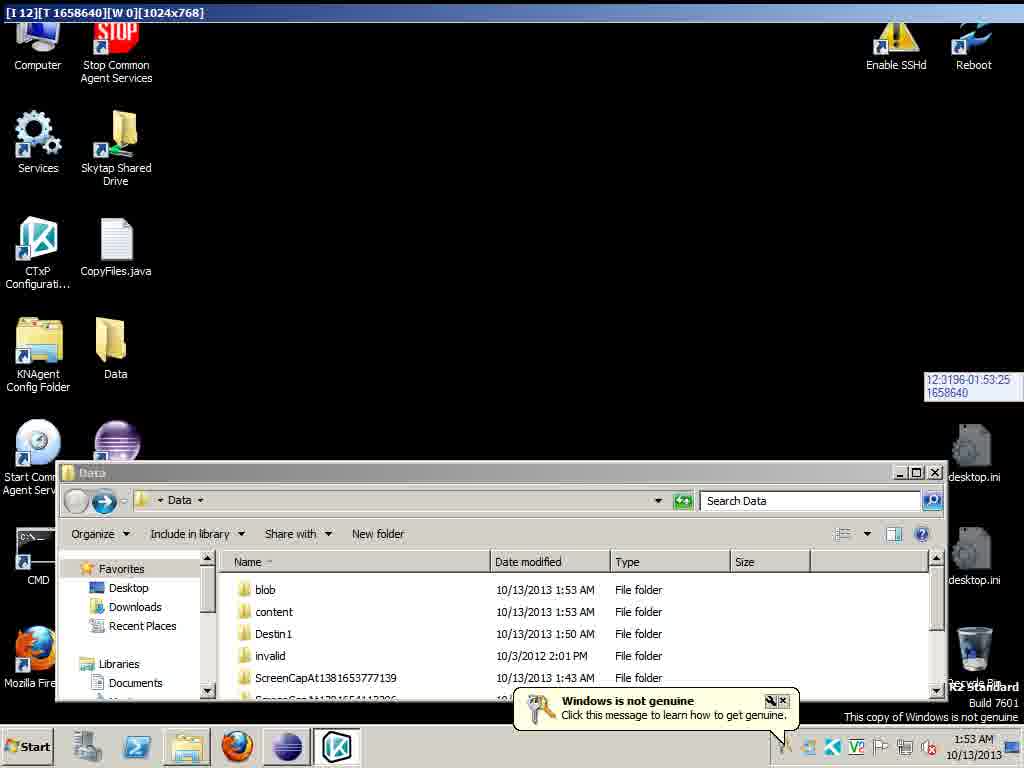 [I 12][T 1658640][W 0][1024x768]
Computer
Stop Common
Agent Services
STOP
Enable SSHd
Reboot
Services
Skytap Shared
Drive
CTxP
Configurati...
CopyFiles.java
KNAgent
Config Folder
Data
12:3196-01:53:25
1658640
Start Com
Agent Serv
desktop.ini
CMD
desktop.ini
Mozilla Fire
Data
Data
Search Data
Organize
Include in library
Share with
New folder
Favorites
Desktop
Downloads
Recent Places
Libraries
Documents
Name
Date modified
Type
Size
blob
10/13/2013 1:53 AM
File folder
content
10/13/2013 1:53 AM
File folder
Destin1
10/13/2013 1:50 AM
File folder
invalid
10/3/2012 2:01 PM
File folder
ScreenCapAt1381653777139
10/13/2013 1:43 AM
File folder
Recycle Bin
R2 Standard
Build 7601
This copy of Windows is not genuine
Windows is not genuine
Click this message to learn how to get genuine.
Start
1:53 AM
10/13/2013